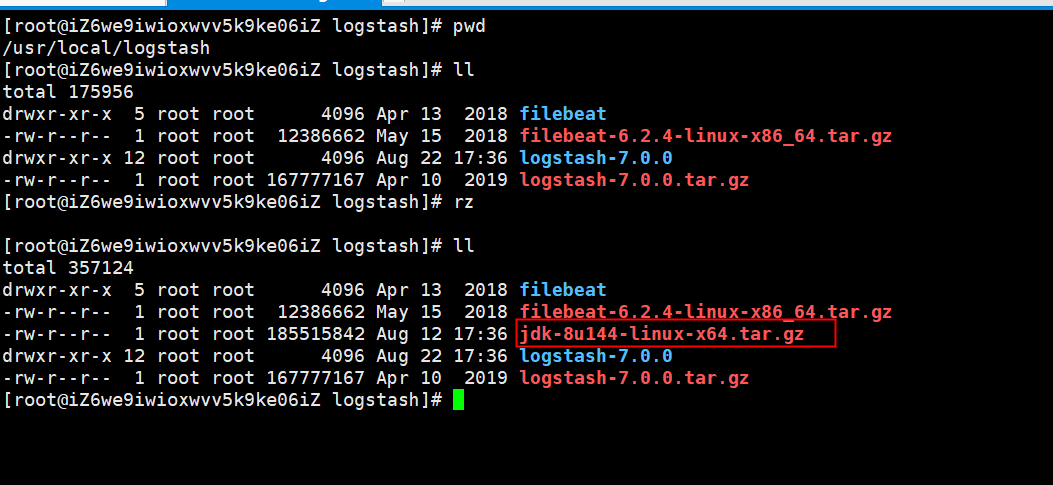 [root@iZ6we9iwioxwvv5k9ke06iZ logstash]# pwd
/usr/local/logstash
[root@iZ6we9iwioxwvv5k9ke06iZ logstash]# ll
total 175956
drwxr-xr-x  5 root root      4096 Apr 13  2018 filebeat
-rw-r--r--  1 root root  12386662 May 15  2018 filebeat-6.2.4-linux-x86_64.tar.gz
drwxr-xr-x 12 root root      4096 Aug 22 17:36 logstash-7.0.0
-rw-r--r--  1 root root 167777167 Apr 10  2019 logstash-7.0.0.tar.gz
[root@iZ6we9iwioxwvv5k9ke06iZ logstash]# rz
[root@iZ6we9iwioxwvv5k9ke06iZ logstash]# ll
total 357124
drwxr-xr-x  5 root root      4096 Apr 13  2018 filebeat
-rw-r--r--  1 root root  12386662 May 15  2018 filebeat-6.2.4-linux-x86_64.tar.gz
-rw-r--r--  1 root root 185515842 Aug 12 17:36 jdk-8u144-linux-x64.tar.gz
drwxr-xr-x 12 root root      4096 Aug 22 17:36 logstash-7.0.0
-rw-r--r--  1 root root 167777167 Apr 10  2019 logstash-7.0.0.tar.gz
[root@iZ6we9iwioxwvv5k9ke06iZ logstash]#